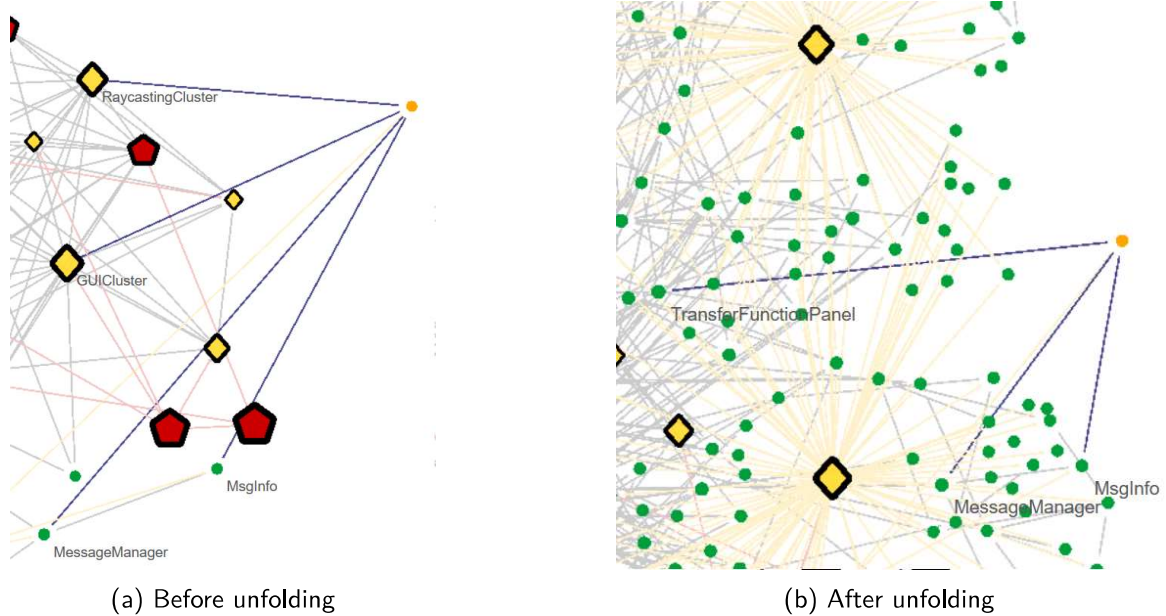 RaycastingCluster
GUICluster
MsgInfo
MessageManager
TransferFunctionPanel
MsgInfo
MessageManager
(a) Before unfolding
(b) After unfolding